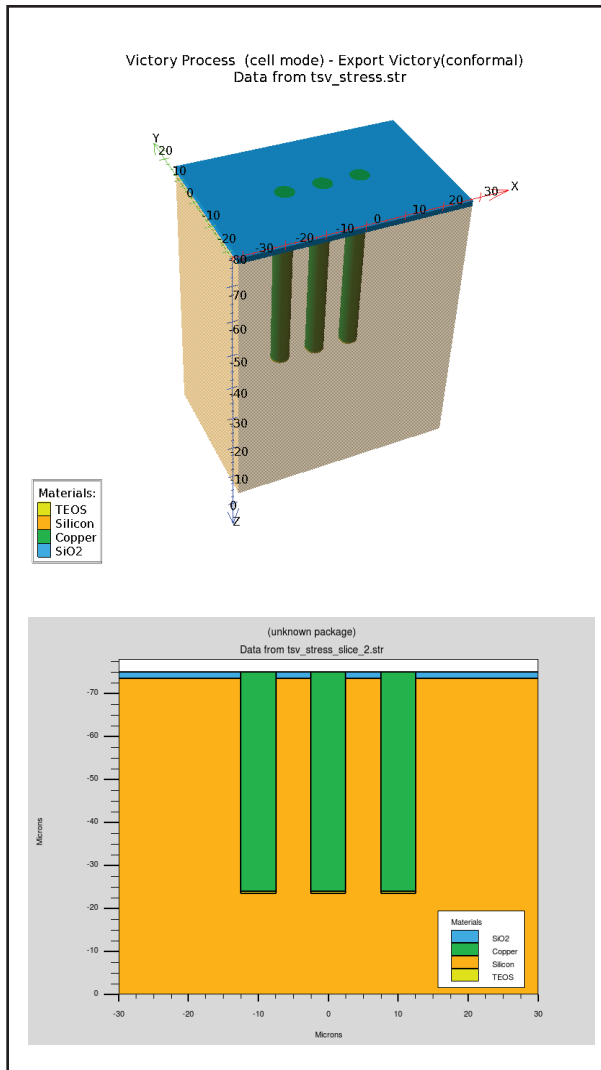 Victory Process  (cell mode) - Export Victory(conformal)
Data from tsv_stress.str
Y
20
10
0
-10
-20
-30
-20
-10
0
10
20
30
X
-80
-70
-60
-50
-40
-30
-20
-10
0
Z
Materials:
TEOS
Silicon
Copper
SiO2
(unknown package)
Data from tsv_stress_slice_2.str
-70
-60
-50
-40
-30
-20
-10
0
Microns
Materials
SiO2
Copper
Silicon
TEOS
-30
-20
-10
0
10
20
30
Microns